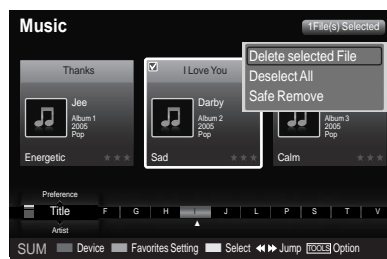 Music
1File(s) Selected
Delete selected File
Deselect All
Safe Remove
Thanks
Jee
Album 1
2005
Pop
Energetic ★★★
I Love You
Darby
Album 2
2005
Pop
Sad ★★★
Album 3
2005
Pop
Calm ★★★
Preference
Title F G H I J L P S T V
Artist
SUM Device Favorites Setting Select Jump TOOLS Option